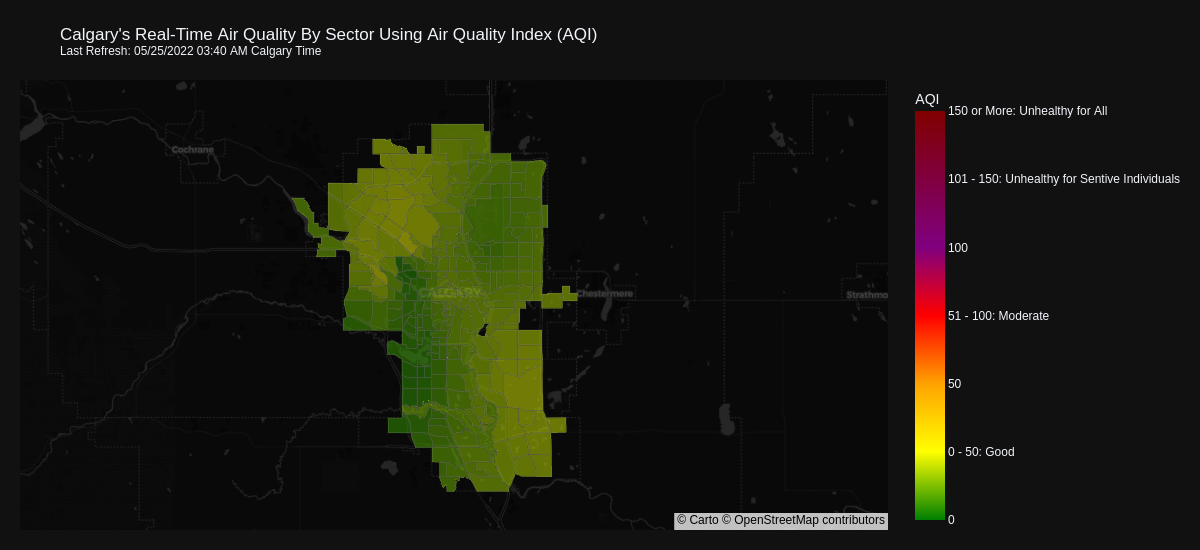 Calgary's Real-Time Air Quality By Sector Using Air Quality Index (AQI)
Last Refresh: 05/25/2022 03:40 AM Calgary Time
AQI
150 or More: Unhealthy for All
Cochrane
101 - 150: Unhealthy for Sentive Individuals
100
CALGARY
Chestermere
Strathmo
51 - 100: Moderate
50
0 - 50: Good
0
© Carto © OpenStreetMap contributors